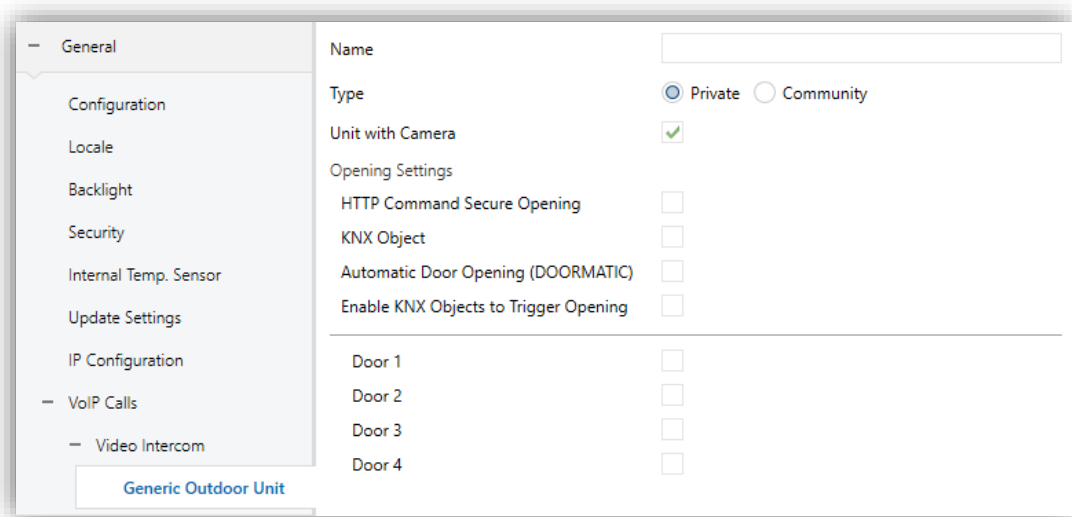 General
Configuration
Locale
Backlight
Security
Internal Temp. Sensor
Update Settings
IP Configuration
VoIP Calls
Video Intercom
Generic Outdoor Unit
Name
Type Private Community
Unit with Camera
Opening Settings
HTTP Command Secure Opening
KNX Object
Automatic Door Opening (DOORMATIC)
Enable KNX Objects to Trigger Opening
Door 1
Door 2
Door 3
Door 4